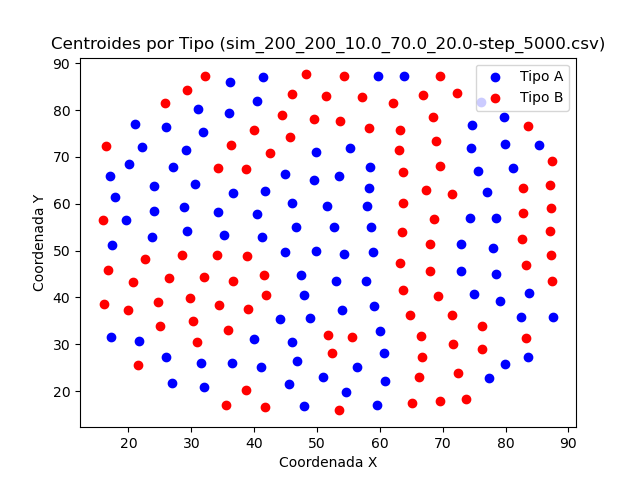 Centroides por Tipo (sim_200_200_10.0_70.0_20.0-step_5000.csv)
Tipo A
Tipo B
90
80
70
60
50
40
30
20
Coordenada Y
20 30 40 50 60 70 80 90
Coordenada X